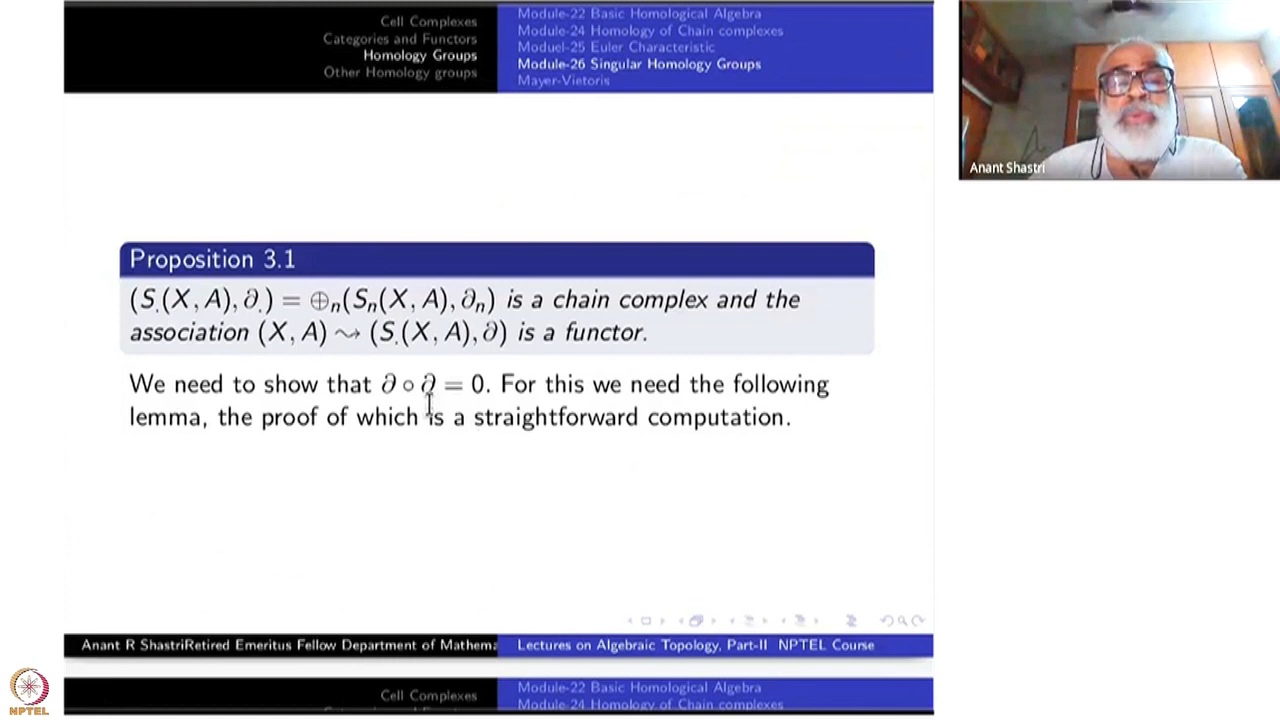 Cell Complexes
Categories and Functors
Homology Groups
Other Homology groups
Module-22 Basic Homological Algebra
Module-24 Homology of Chain complexes
Moduel-25 Euler Characteristic
Module-26 Singular Homology Groups
Mayer-Vietoris
Anant Shastri
Proposition 3.1
(S.(X, A), ∂.) = ⊕ₙ(Sₙ(X, A), ∂ₙ) is a chain complex and the
association (X, A) ⇝ (S.(X, A), ∂) is a functor.
We need to show that ∂ ∘ ∂ = 0. For this we need the following
lemma, the proof of which is a straightforward computation.
Anant R ShastriRetired Emeritus Fellow Department of Mathema
Lectures on Algebraic Topology, Part-II NPTEL Course
NPTEL
Cell Complexes
Module-22 Basic Homological Algebra
Module-24 Homology of Chain complexes